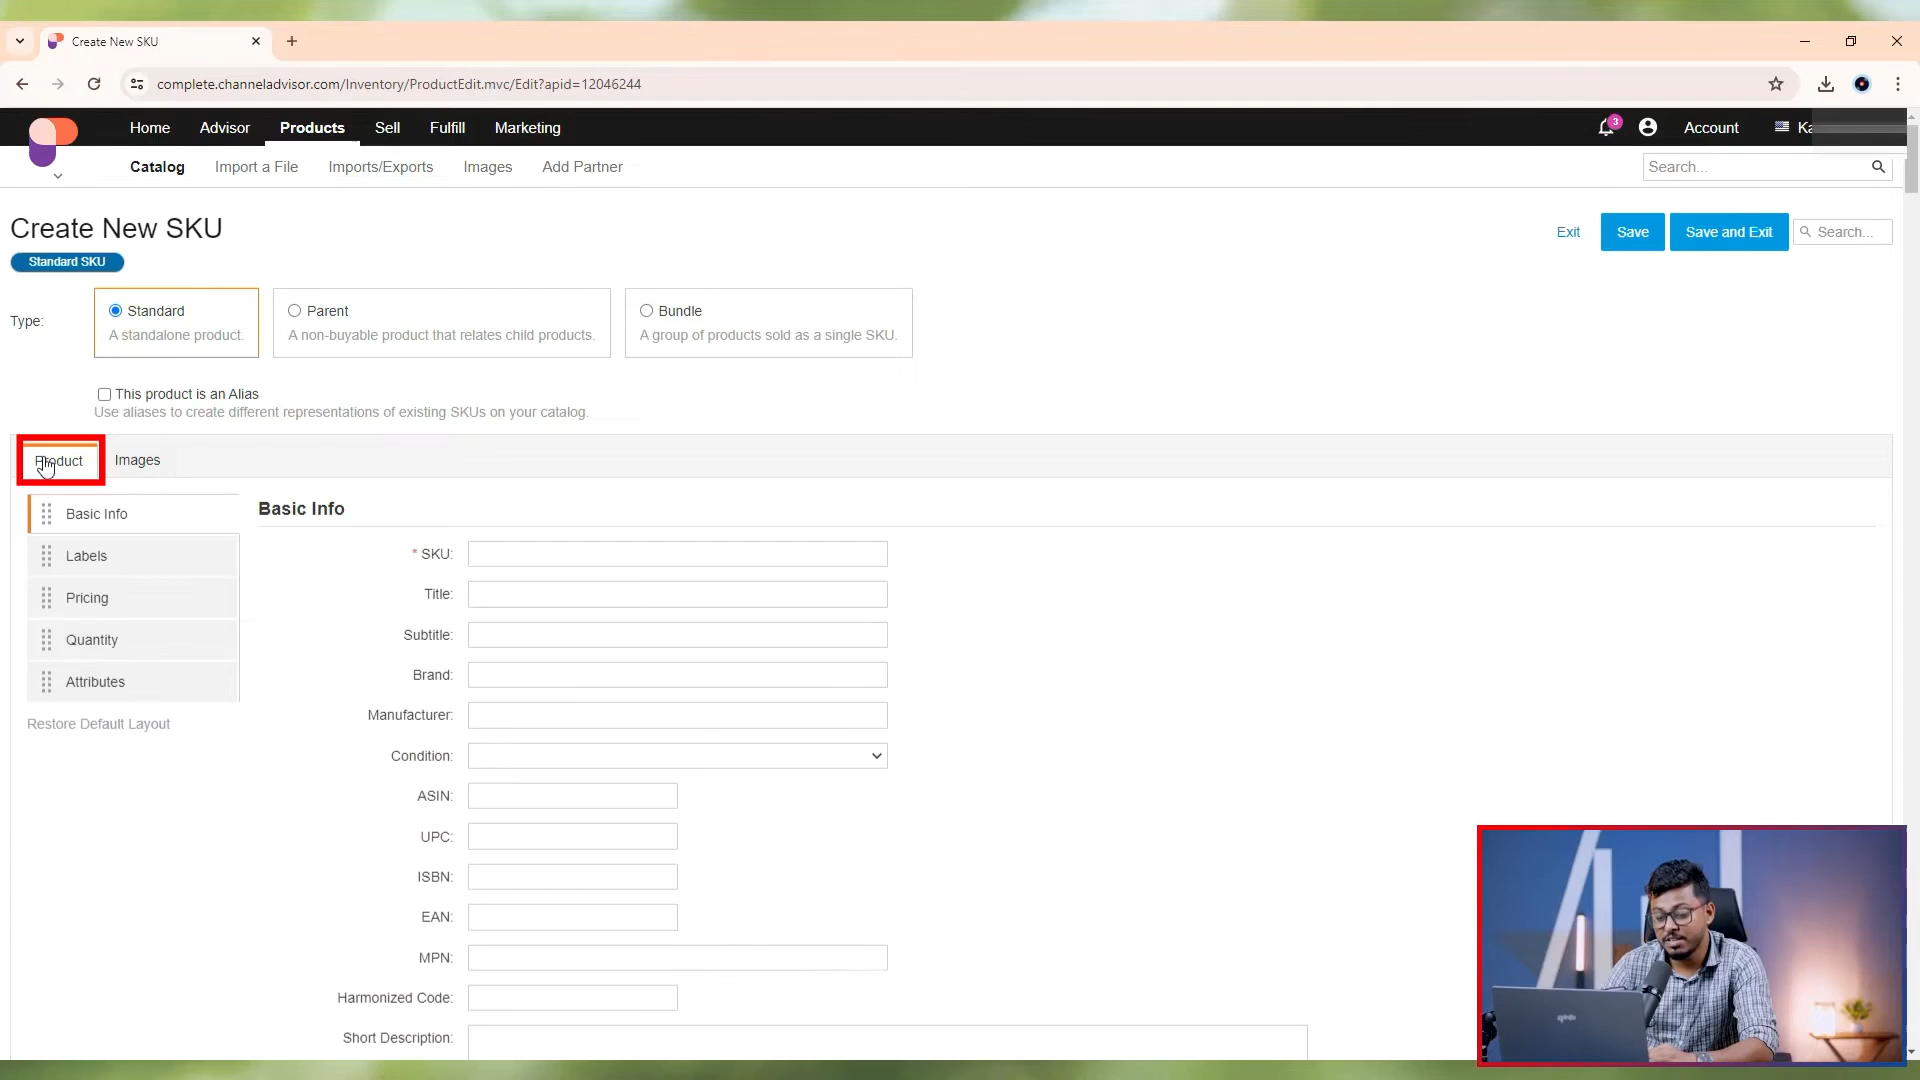 Create New SKU
complete.channeladvisor.com/Inventory/ProductEdit.mvc/Edit?apid=12046244
Home Advisor Products Sell Fulfill Marketing 3 Account
Catalog Import a File Imports/Exports Images Add Partner Search...
Create New SKU
Exit Save Save and Exit Search...
Standard SKU
Type:
Standard
A standalone product.
Parent
A non-buyable product that relates child products.
Bundle
A group of products sold as a single SKU.
This product is an Alias
Use aliases to create different representations of existing SKUs on your catalog.
Product Images
Basic Info
Labels
Pricing
Quantity
Attributes
Restore Default Layout
Basic Info
* SKU:
Title:
Subtitle:
Brand:
Manufacturer:
Condition:
ASIN:
UPC:
ISBN:
EAN:
MPN:
Harmonized Code:
Short Description: